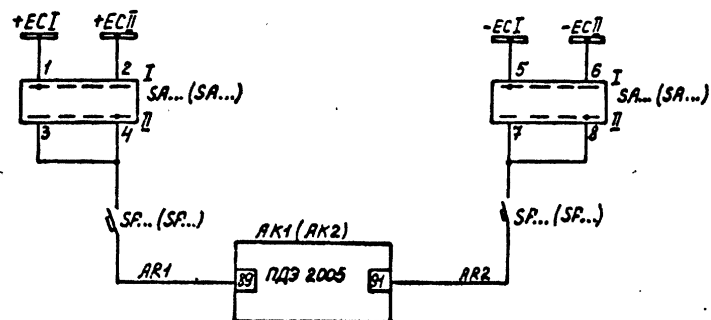 +ECI +ECII -ECI -ECII
1 2 I 5 6 I
SA... (SA...) SA... (SA...)
3 4 II 7 8 II
SF... (SF...) SF... (SF...)
AK1 (AK2)
AR1 89 ПДЭ 2005 91 AR2